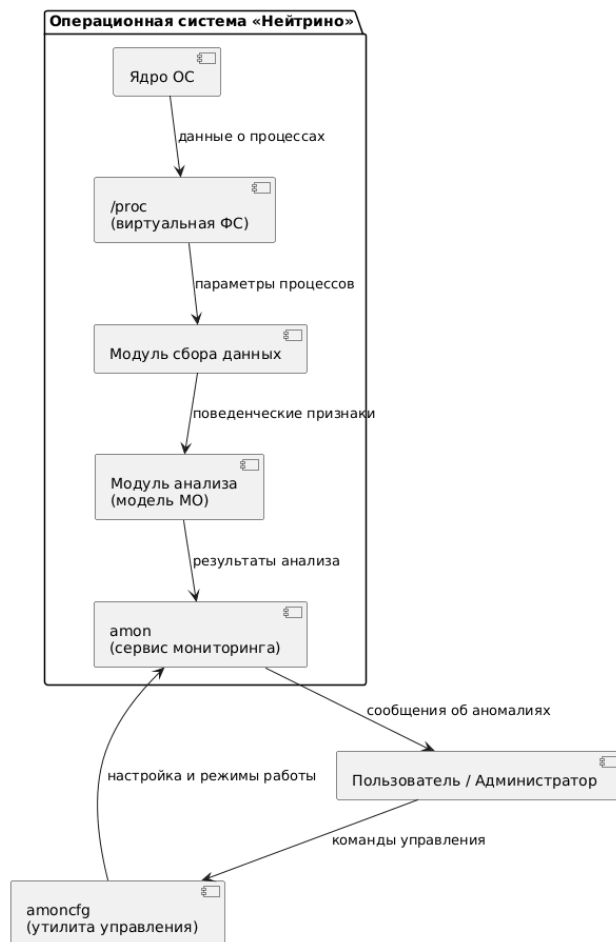 Операционная система «Нейтрино»
Ядро ОС
данные о процессах
/proc
(виртуальная ФС)
параметры процессов
Модуль сбора данных
поведенческие признаки
Модуль анализа
(модель МО)
результаты анализа
amon
(сервис мониторинга)
сообщения об аномалиях
настройка и режимы работы
Пользователь / Администратор
команды управления
amoncfg
(утилита управления)